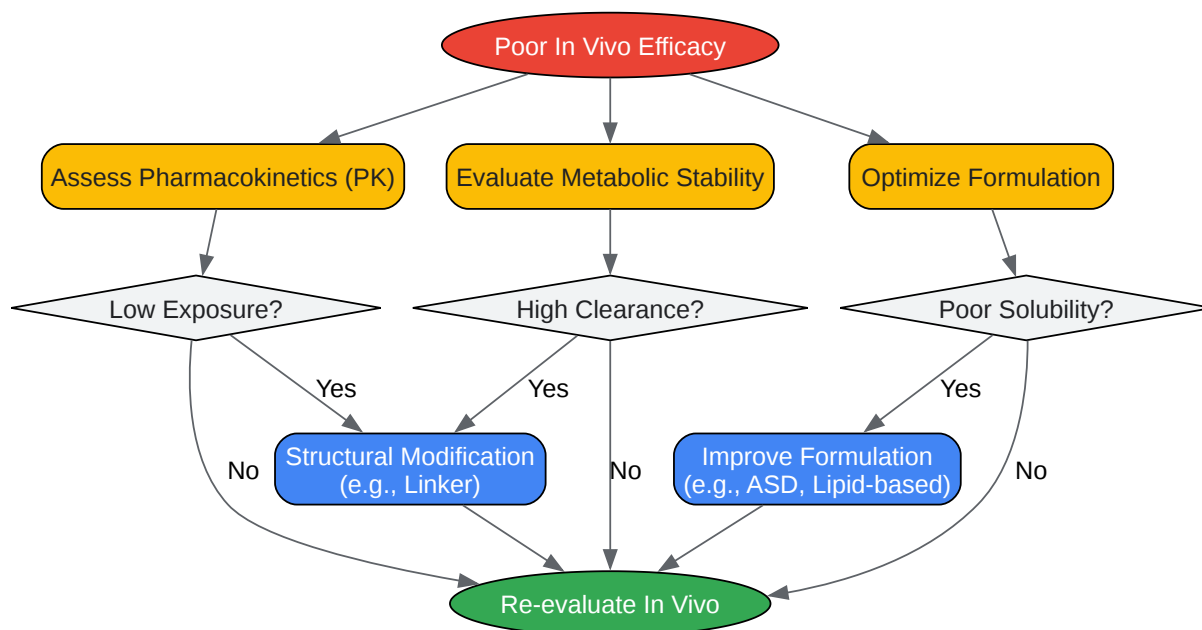 Poor In Vivo Efficacy
Assess Pharmacokinetics (PK)
Evaluate Metabolic Stability
Optimize Formulation
Low Exposure?
High Clearance?
Poor Solubility?
Yes
Yes
Yes
No
Structural Modification
(e.g., Linker)
No
Improve Formulation
(e.g., ASD, Lipid-based)
No
Re-evaluate In Vivo